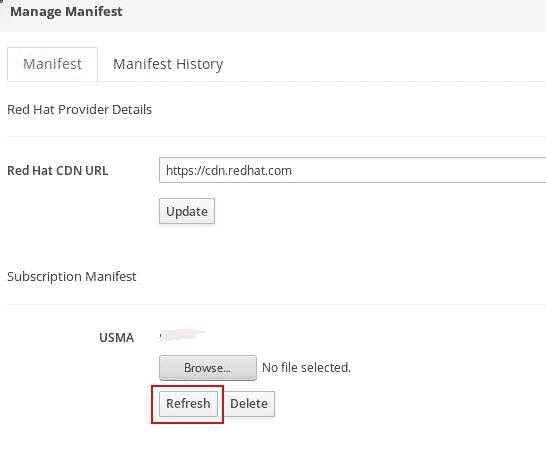 Manage Manifest
Manifest Manifest History
Red Hat Provider Details
Red Hat CDN URL https://cdn.redhat.com
Update
Subscription Manifest
USMA
Browse... No file selected.
Refresh Delete